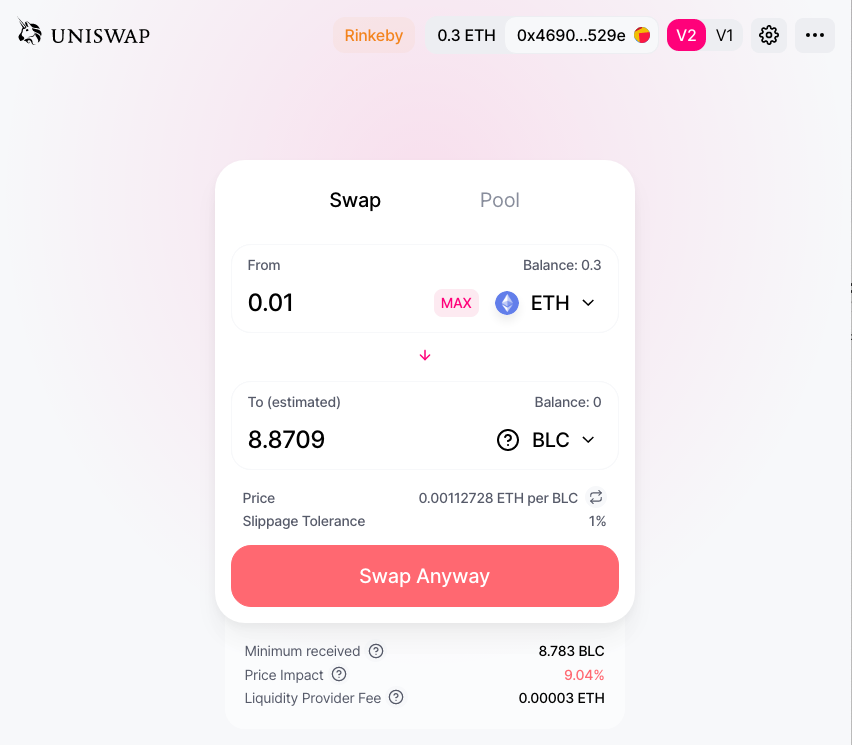 UNISWAP Rinkeby 0.3 ETH 0x4690...529e V2 V1
Swap Pool
From Balance: 0.3
0.01 MAX ETH
To (estimated) Balance: 0
8.8709 BLC
Price 0.00112728 ETH per BLC
Slippage Tolerance 1%
Swap Anyway
Minimum received ? 8.783 BLC
Price Impact ? 9.04%
Liquidity Provider Fee ? 0.00003 ETH